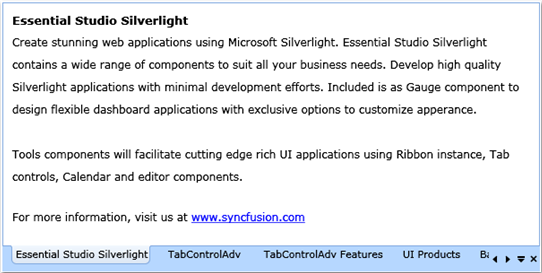 Essential Studio Silverlight
Create stunning web applications using Microsoft Silverlight. Essential Studio Silverlight
contains a wide range of components to suit all your business needs. Develop high quality
Silverlight applications with minimal development efforts. Included is as Gauge component to
design flexible dashboard applications with exclusive options to customize apperance.
Tools components will facilitate cutting edge rich UI applications using Ribbon instance, Tab
controls, Calendar and editor components.
For more information, visit us at www.syncfusion.com
Essential Studio Silverlight TabControlAdv TabControlAdv Features UI Products